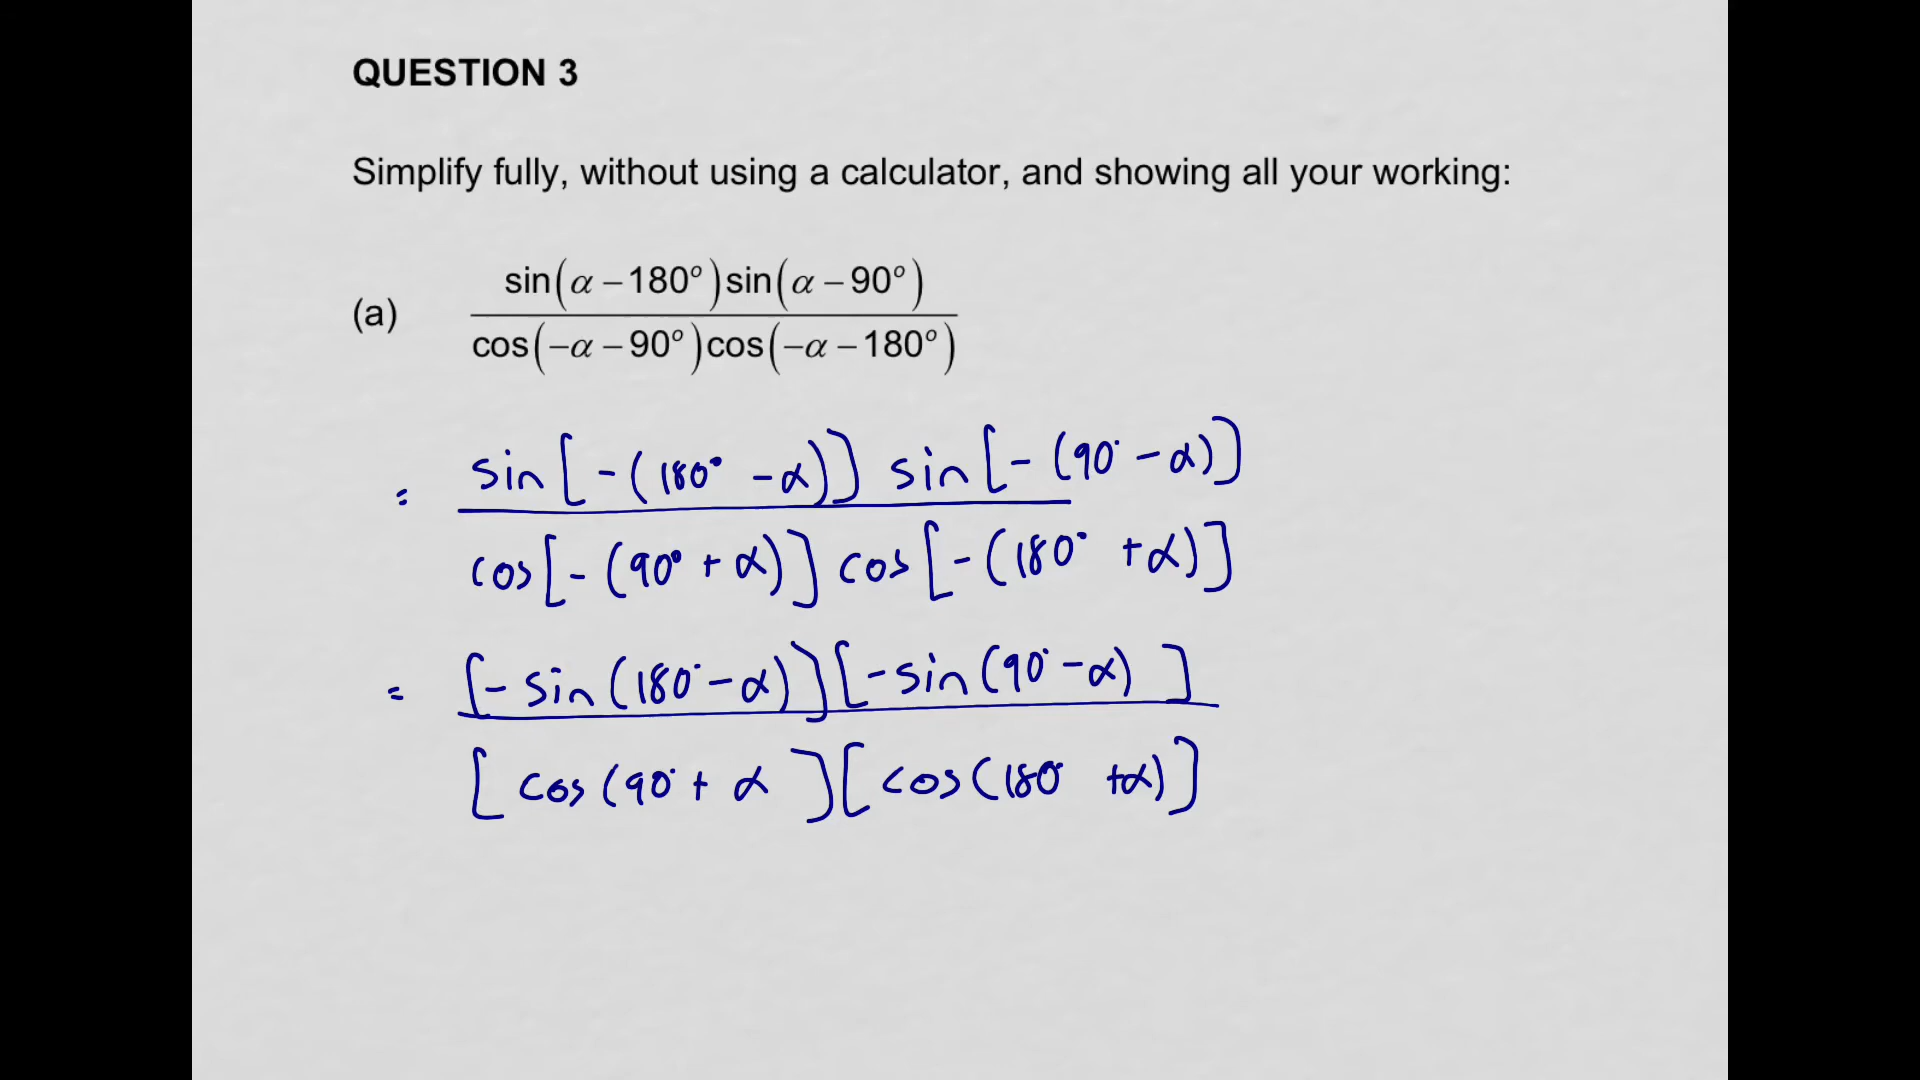 QUESTION 3
Simplify fully, without using a calculator, and showing all your working:
(a) sin(α – 180°)sin(α – 90°)
cos(–α – 90°)cos(–α – 180°)
= sin[-(180° - α)] sin[-(90° - α)]
cos[-(90° + α)] cos[-(180° + α)]
= [-sin(180° - α)][-sin(90° - α) ]
[ cos(90° + α ][cos(180° + α)]